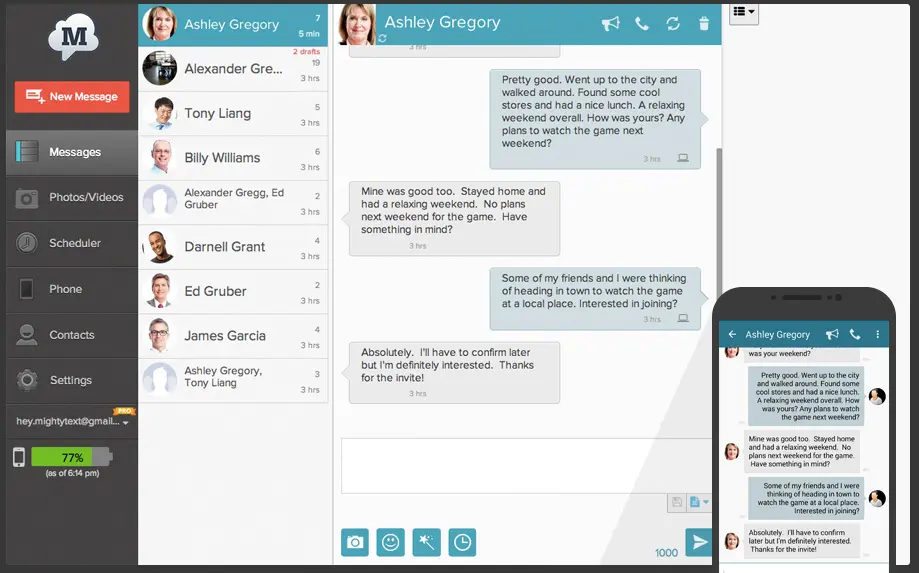 M
New Message
Messages
Photos/Videos
Scheduler
Phone
Contacts
Settings
PRO
hey.mightytext@gmail...
77%
(as of 6:14 pm)
Ashley Gregory
7
5 min
2 drafts
Alexander Gre...
19
3 hrs
Tony Liang
5
3 hrs
Billy Williams
6
3 hrs
Alexander Gregg, Ed
Gruber
2
3 hrs
Darnell Grant
4
3 hrs
Ed Gruber
2
3 hrs
James Garcia
4
3 hrs
Ashley Gregory,
Tony Liang
3
3 hrs
Ashley Gregory
3 hrs
Pretty good. Went up to the city and
walked around. Found some cool
stores and had a nice lunch. A relaxing
weekend overall. How was yours? Any
plans to watch the game next
weekend?
3 hrs
Mine was good too. Stayed home and
had a relaxing weekend. No plans
next weekend for the game. Have
something in mind?
3 hrs
Some of my friends and I were thinking
of heading in town to watch the game
at a local place. Interested in joining?
3 hrs
Absolutely. I'll have to confirm later
but I'm definitely interested. Thanks
for the invite!
3 hrs
1000
Ashley Gregory
was your weekend?
Pretty good. Went up to the city
and walked around. Found some
cool stores and had a nice lunch.
A relaxing weekend overall. How
was yours? Any plans to watch
the game next weekend?
Mine was good too. Stayed home
and had a relaxing weekend. No
plans next weekend for the game.
Have something in mind?
Some of my friends and I were
thinking of heading in town to
watch the game at a local place.
Interested in joining?
Absolutely. I'll have to confirm
later but I'm definitely interested.
Thanks for the invite!